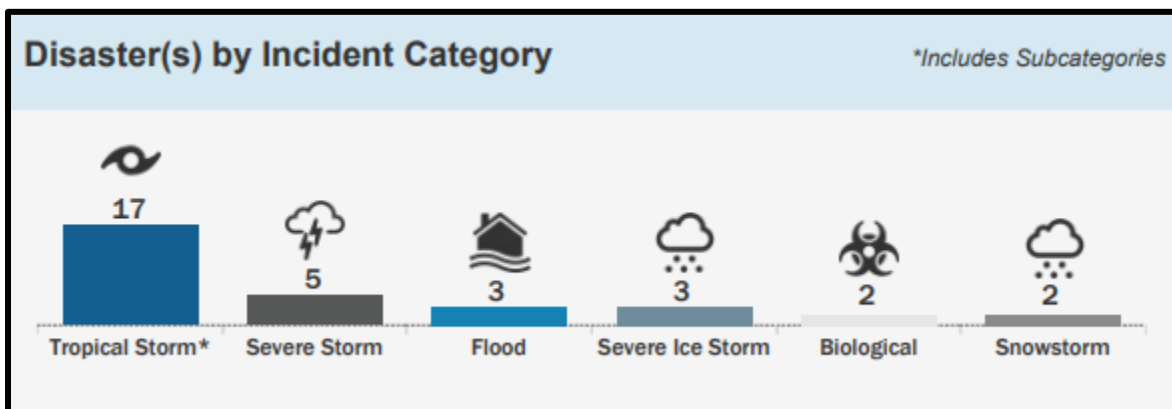 Disaster(s) by Incident Category
*Includes Subcategories
17
5
3
3
2
2
Tropical Storm*
Severe Storm
Flood
Severe Ice Storm
Biological
Snowstorm